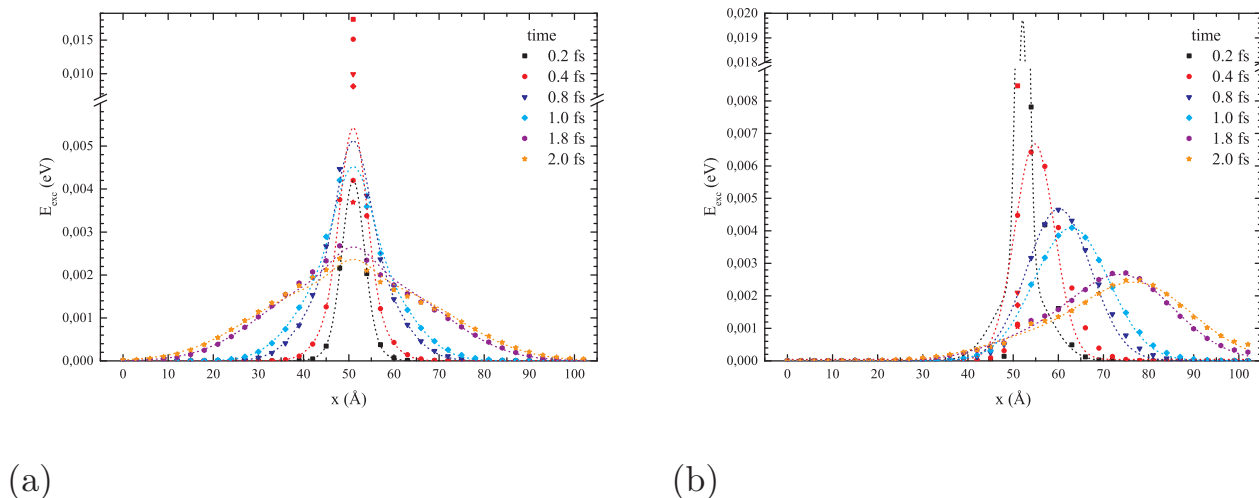 0,015
0,010
0,005
0,004
0,003
0,002
0,001
0,000
E_exc (eV)
0 10 20 30 40 50 60 70 80 90 100
x (Å)
time
0.2 fs
0.4 fs
0.8 fs
1.0 fs
1.8 fs
2.0 fs
0,020
0,019
0,018
0,008
0,007
0,006
0,005
0,004
0,003
0,002
0,001
0,000
E_exc (eV)
0 10 20 30 40 50 60 70 80 90 100
x (Å)
time
0.2 fs
0.4 fs
0.8 fs
1.0 fs
1.8 fs
2.0 fs
(a)
(b)